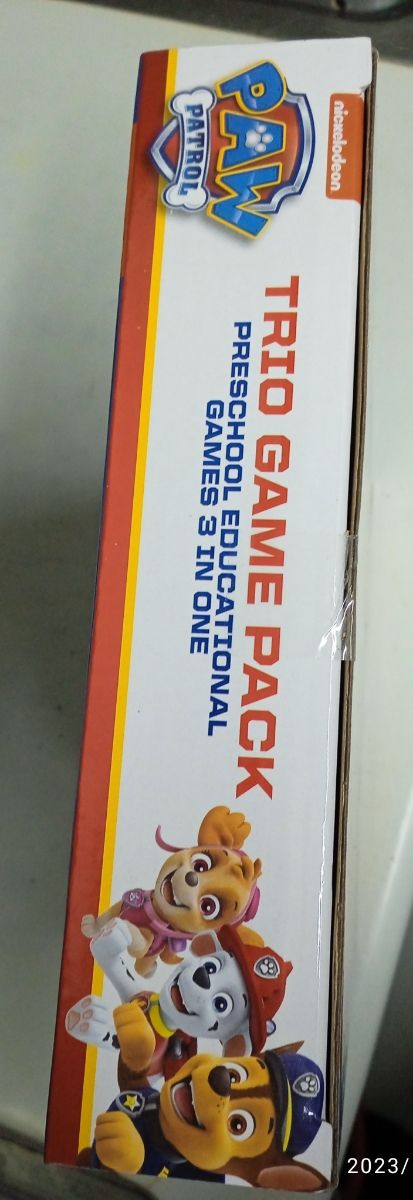 nickelodeon
PAW
PATROL
TRIO GAME PACK
PRESCHOOL EDUCATIONAL
GAMES 3 IN ONE
2023/